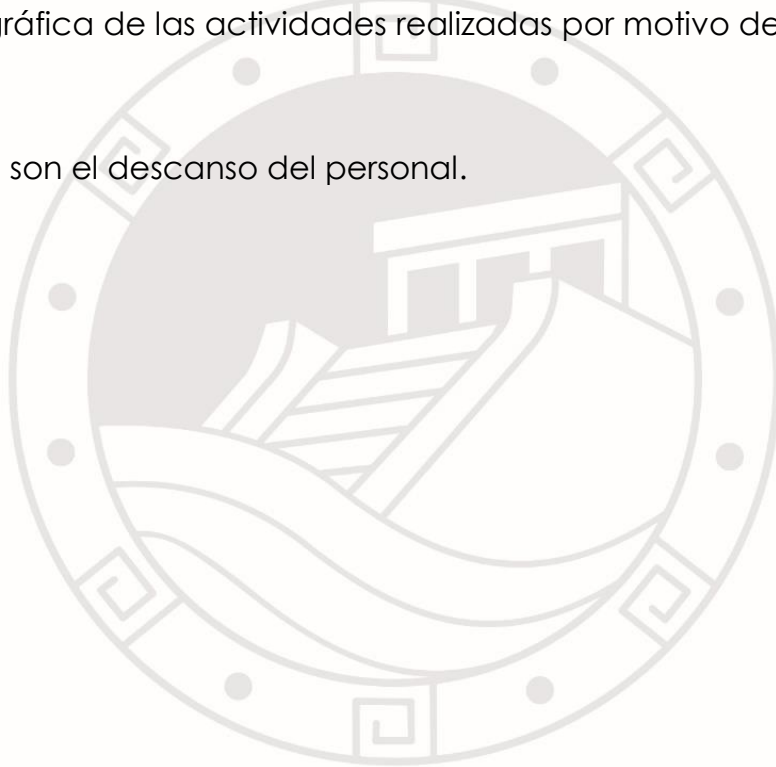 gráfica de las actividades realizadas por motivo de
son el descanso del personal.